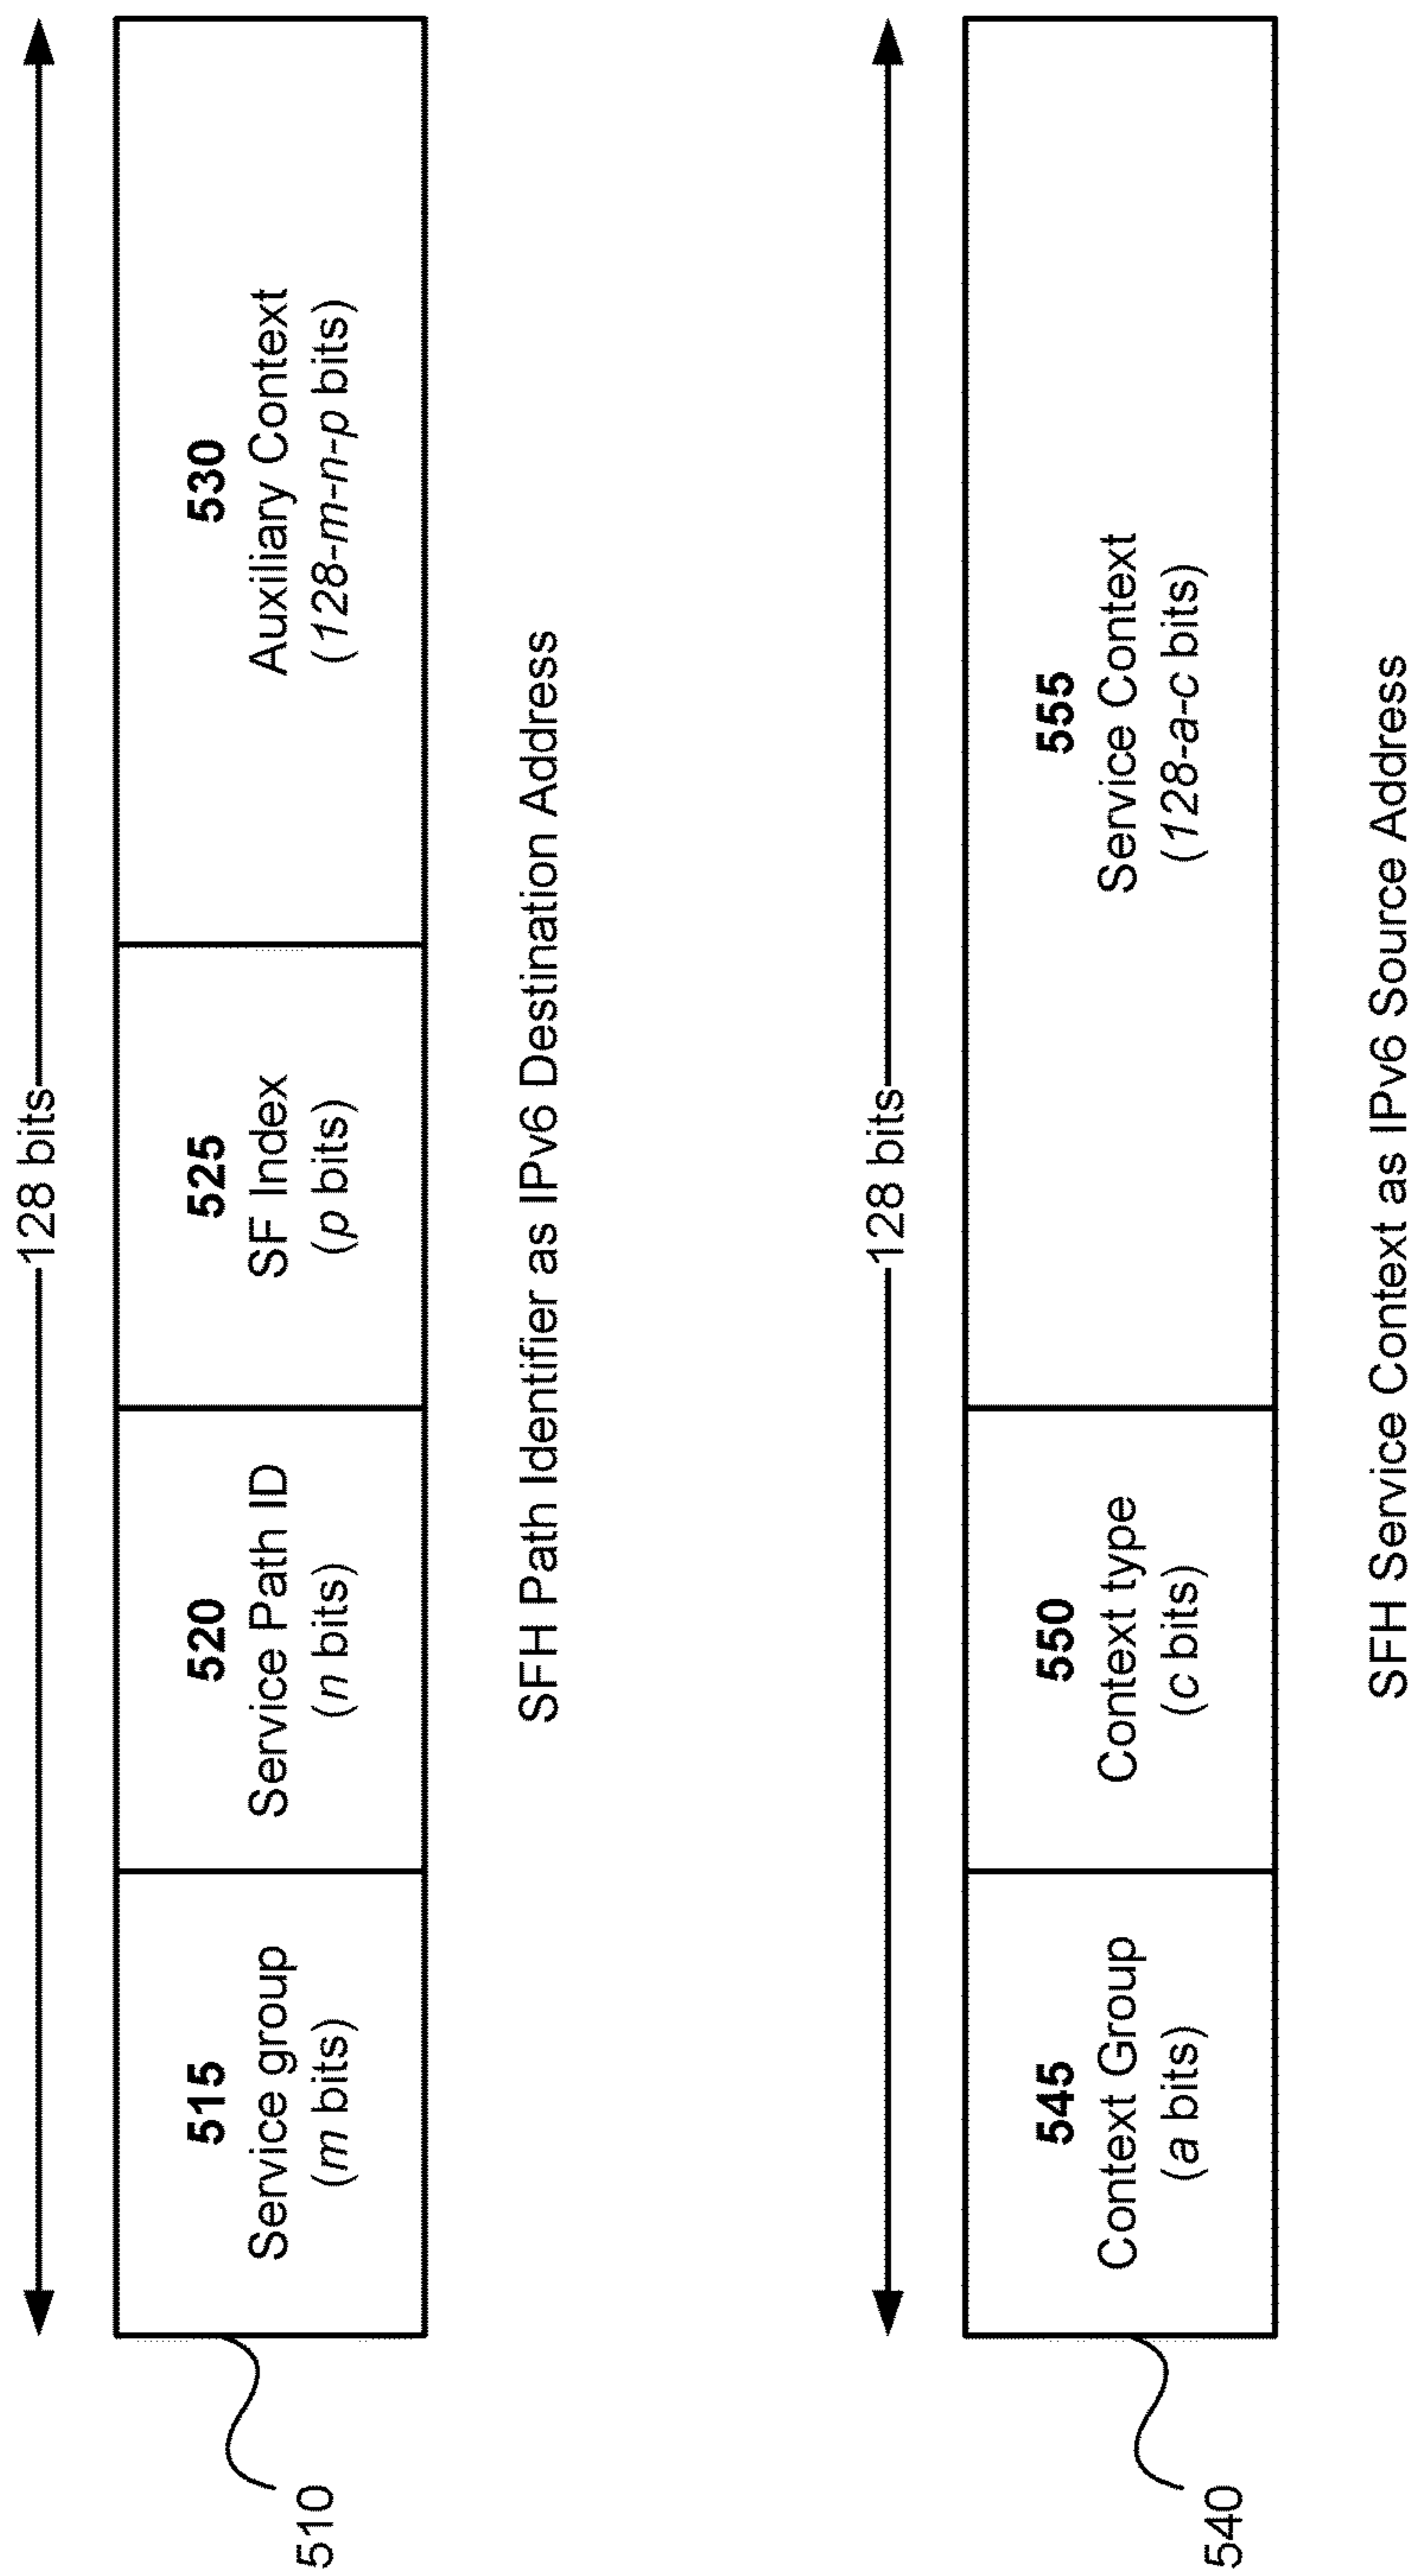 128 bits
515
Service group
(m bits)
520
Service Path ID
(n bits)
525
SF Index
(p bits)
530
Auxiliary Context
(128-m-n-p bits)
510
SFH Path Identifier as IPv6 Destination Address
128 bits
545
Context Group
(a bits)
550
Context type
(c bits)
555
Service Context
(128-a-c bits)
540
SFH Service Context as IPv6 Source Address